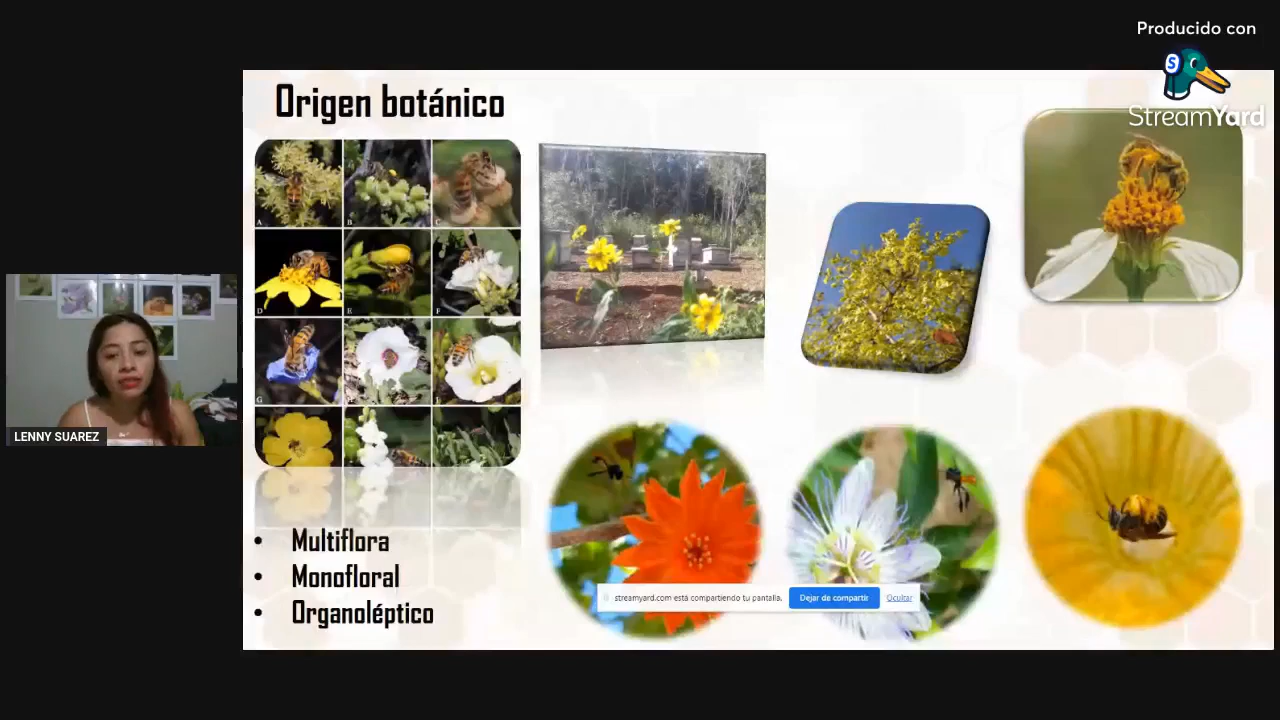 Producido con
StreamYard
Origen botánico
A
B
C
D
E
F
G
LENNY SUAREZ
• Multiflora
• Monofloral
• Organoléptico
streamyard.com está compartiendo tu pantalla.
Dejar de compartir
Ocultar